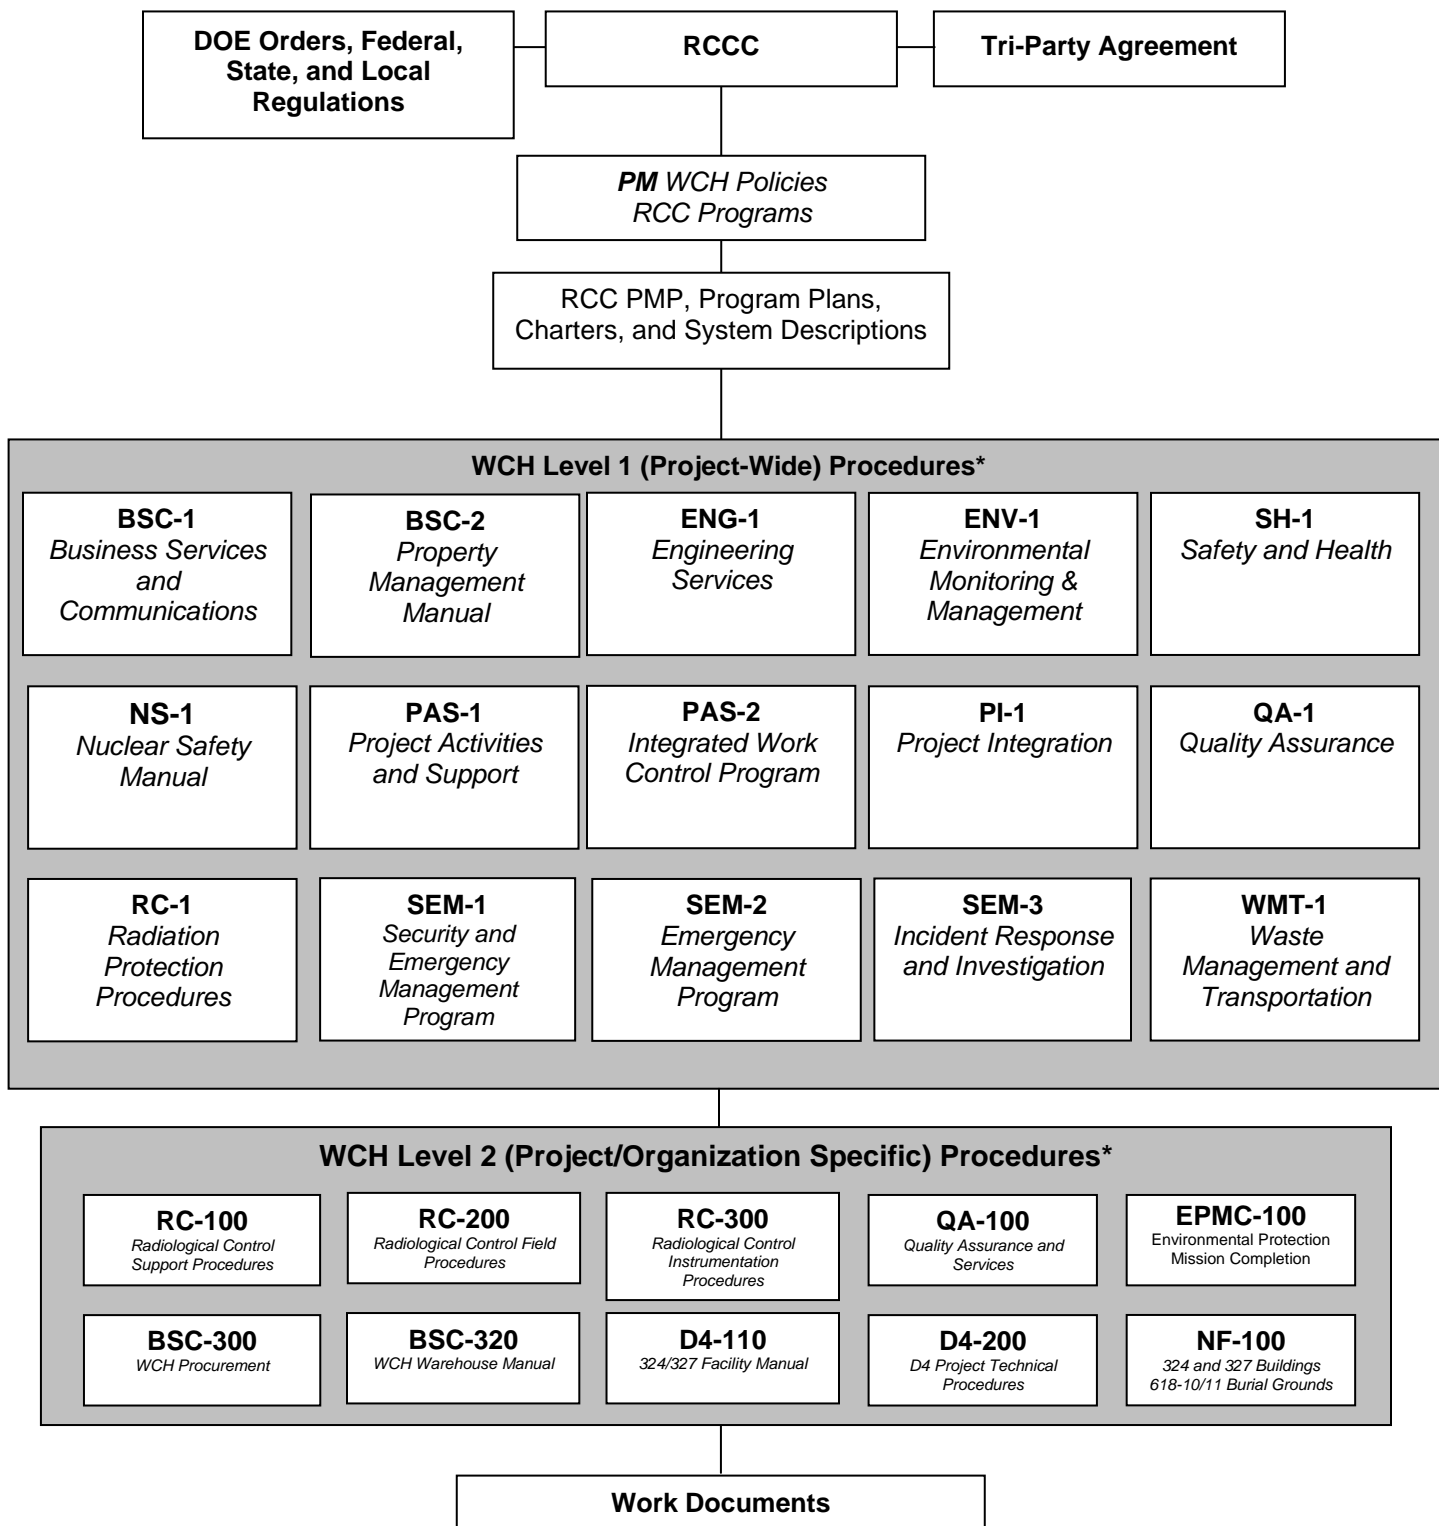 DOE Orders, Federal,
State, and Local
Regulations
RCCC
Tri-Party Agreement
PM WCH Policies
RCC Programs
RCC PMP, Program Plans,
Charters, and System Descriptions
WCH Level 1 (Project-Wide) Procedures*
BSC-1
Business Services
and
Communications
BSC-2
Property
Management
Manual
ENG-1
Engineering
Services
ENV-1
Environmental
Monitoring &
Management
SH-1
Safety and Health
NS-1
Nuclear Safety
Manual
PAS-1
Project Activities
and Support
PAS-2
Integrated Work
Control Program
PI-1
Project Integration
QA-1
Quality Assurance
RC-1
Radiation
Protection
Procedures
SEM-1
Security and
Emergency
Management
Program
SEM-2
Emergency
Management
Program
SEM-3
Incident Response
and Investigation
WMT-1
Waste
Management and
Transportation
WCH Level 2 (Project/Organization Specific) Procedures*
RC-100
Radiological Control
Support Procedures
RC-200
Radiological Control Field
Procedures
RC-300
Radiological Control
Instrumentation
Procedures
QA-100
Quality Assurance and
Services
EPMC-100
Environmental Protection
Mission Completion
BSC-300
WCH Procurement
BSC-320
WCH Warehouse Manual
D4-110
324/327 Facility Manual
D4-200
D4 Project Technical
Procedures
NF-100
324 and 327 Buildings
618-10/11 Burial Grounds
Work Documents